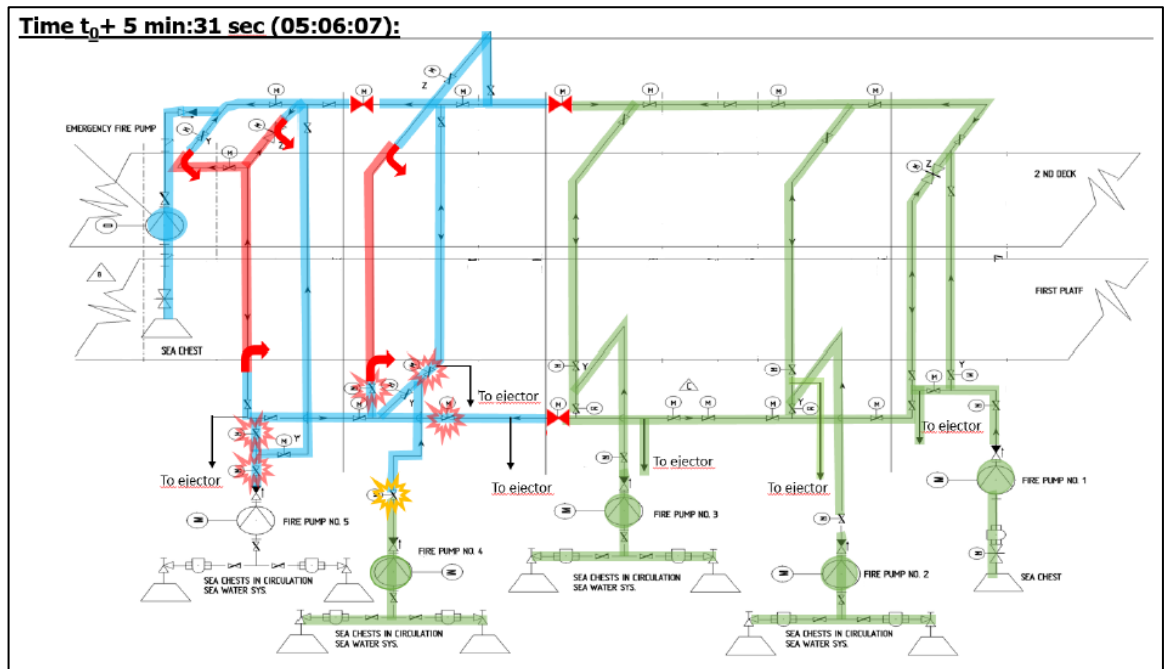 Time t0+ 5 min:31 sec (05:06:07):
M
M
M
M
M
M
Z
EMERGENCY FIRE PUMP
Y
M
Z
2 ND DECK
B
FIRST PLATF
SEA CHEST
Y
Y
M
To ejector
Y
C
M
M
M
M
M
Y
M
M
Y
To ejector
To ejector
To ejector
To ejector
To ejector
FIRE PUMP NO. 1
FIRE PUMP NO. 5
FIRE PUMP NO. 3
FIRE PUMP NO. 4
FIRE PUMP NO. 2
SEA CHESTS IN CIRCULATION
SEA WATER SYS.
SEA CHESTS IN CIRCULATION
SEA WATER SYS.
SEA CHEST
SEA CHESTS IN CIRCULATION
SEA WATER SYS.
SEA CHESTS IN CIRCULATION
SEA WATER SYS.